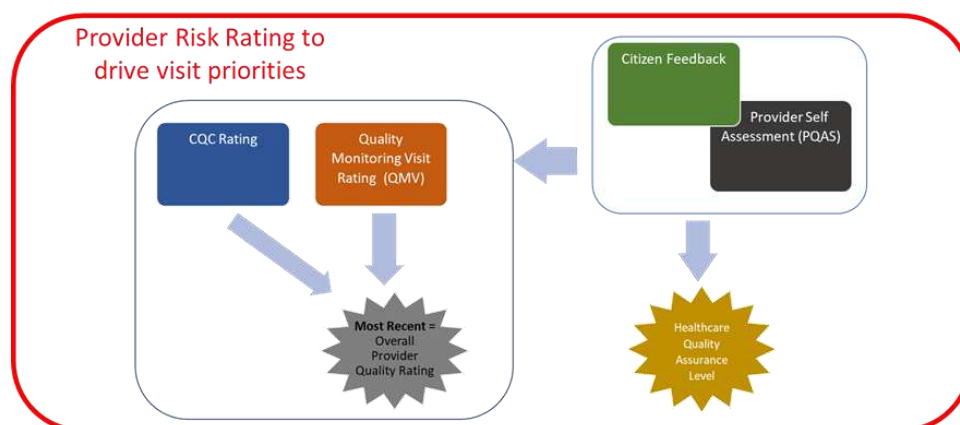 Provider Risk Rating to
drive visit priorities
Citizen Feedback
Provider Self
Assessment (PQAS)
CQC Rating
Quality
Monitoring Visit
Rating (QMV)
Most Recent =
Overall
Provider
Quality Rating
Healthcare
Quality
Assurance
Level